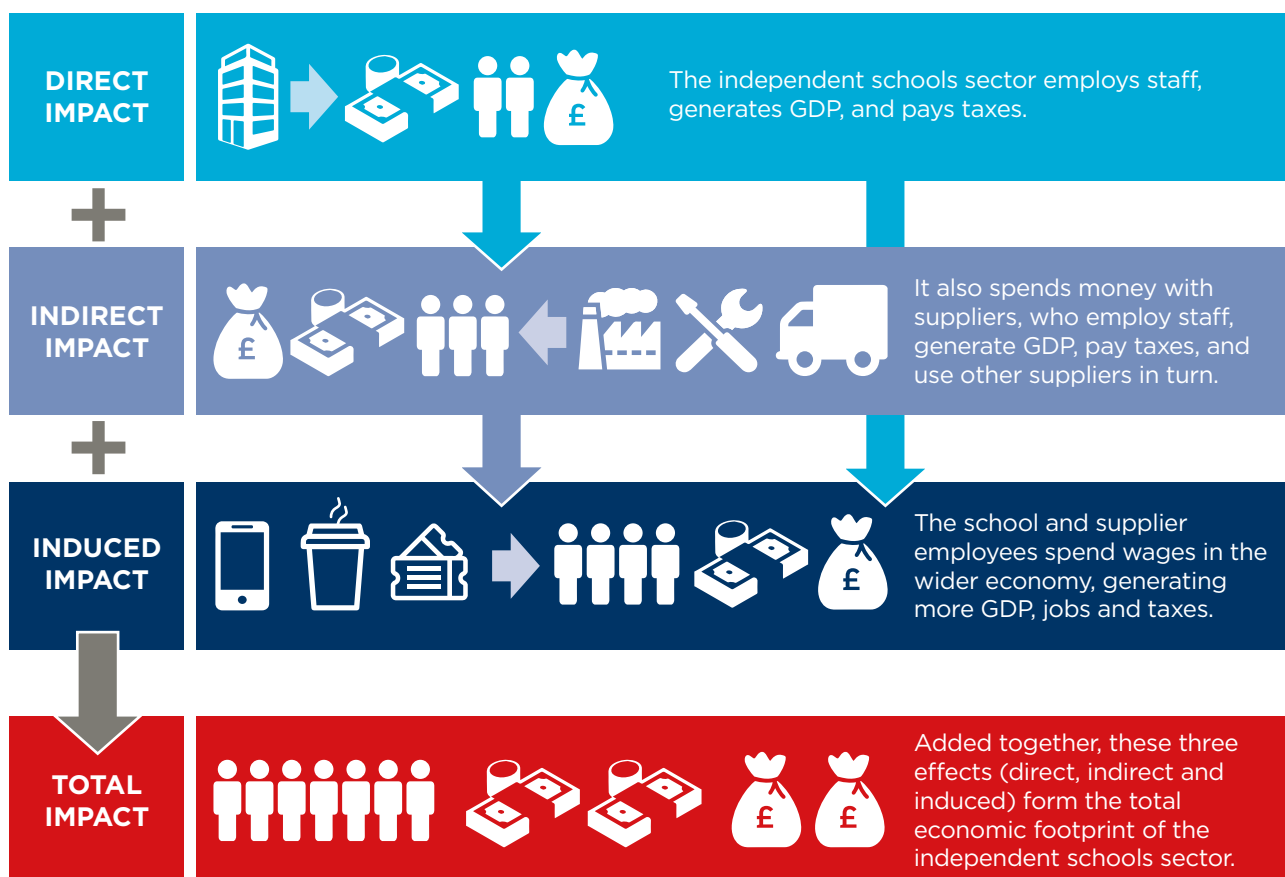 DIRECT
IMPACT
£
The independent schools sector employs staff,
generates GDP, and pays taxes.
+
INDIRECT
IMPACT
£
It also spends money with
suppliers, who employ staff,
generate GDP, pay taxes, and
use other suppliers in turn.
+
INDUCED
IMPACT
£
The school and supplier
employees spend wages in the
wider economy, generating
more GDP, jobs and taxes.
TOTAL
IMPACT
£
£
Added together, these three
effects (direct, indirect and
induced) form the total
economic footprint of the
independent schools sector.